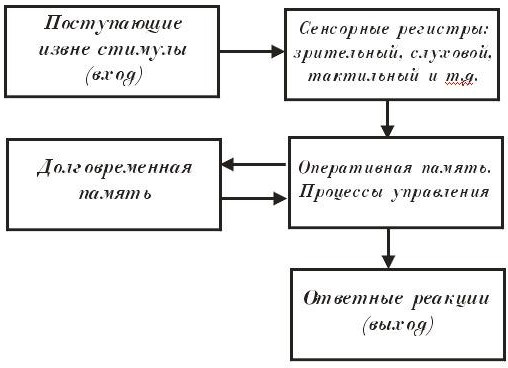 Поступающие
извне стимулы
(вход)
Сенсорные регистры:
зрительный, слуховой,
тактильный и т.д.
Долговременная
память
Оперативная память.
Процессы управления
Ответные реакции
(выход)